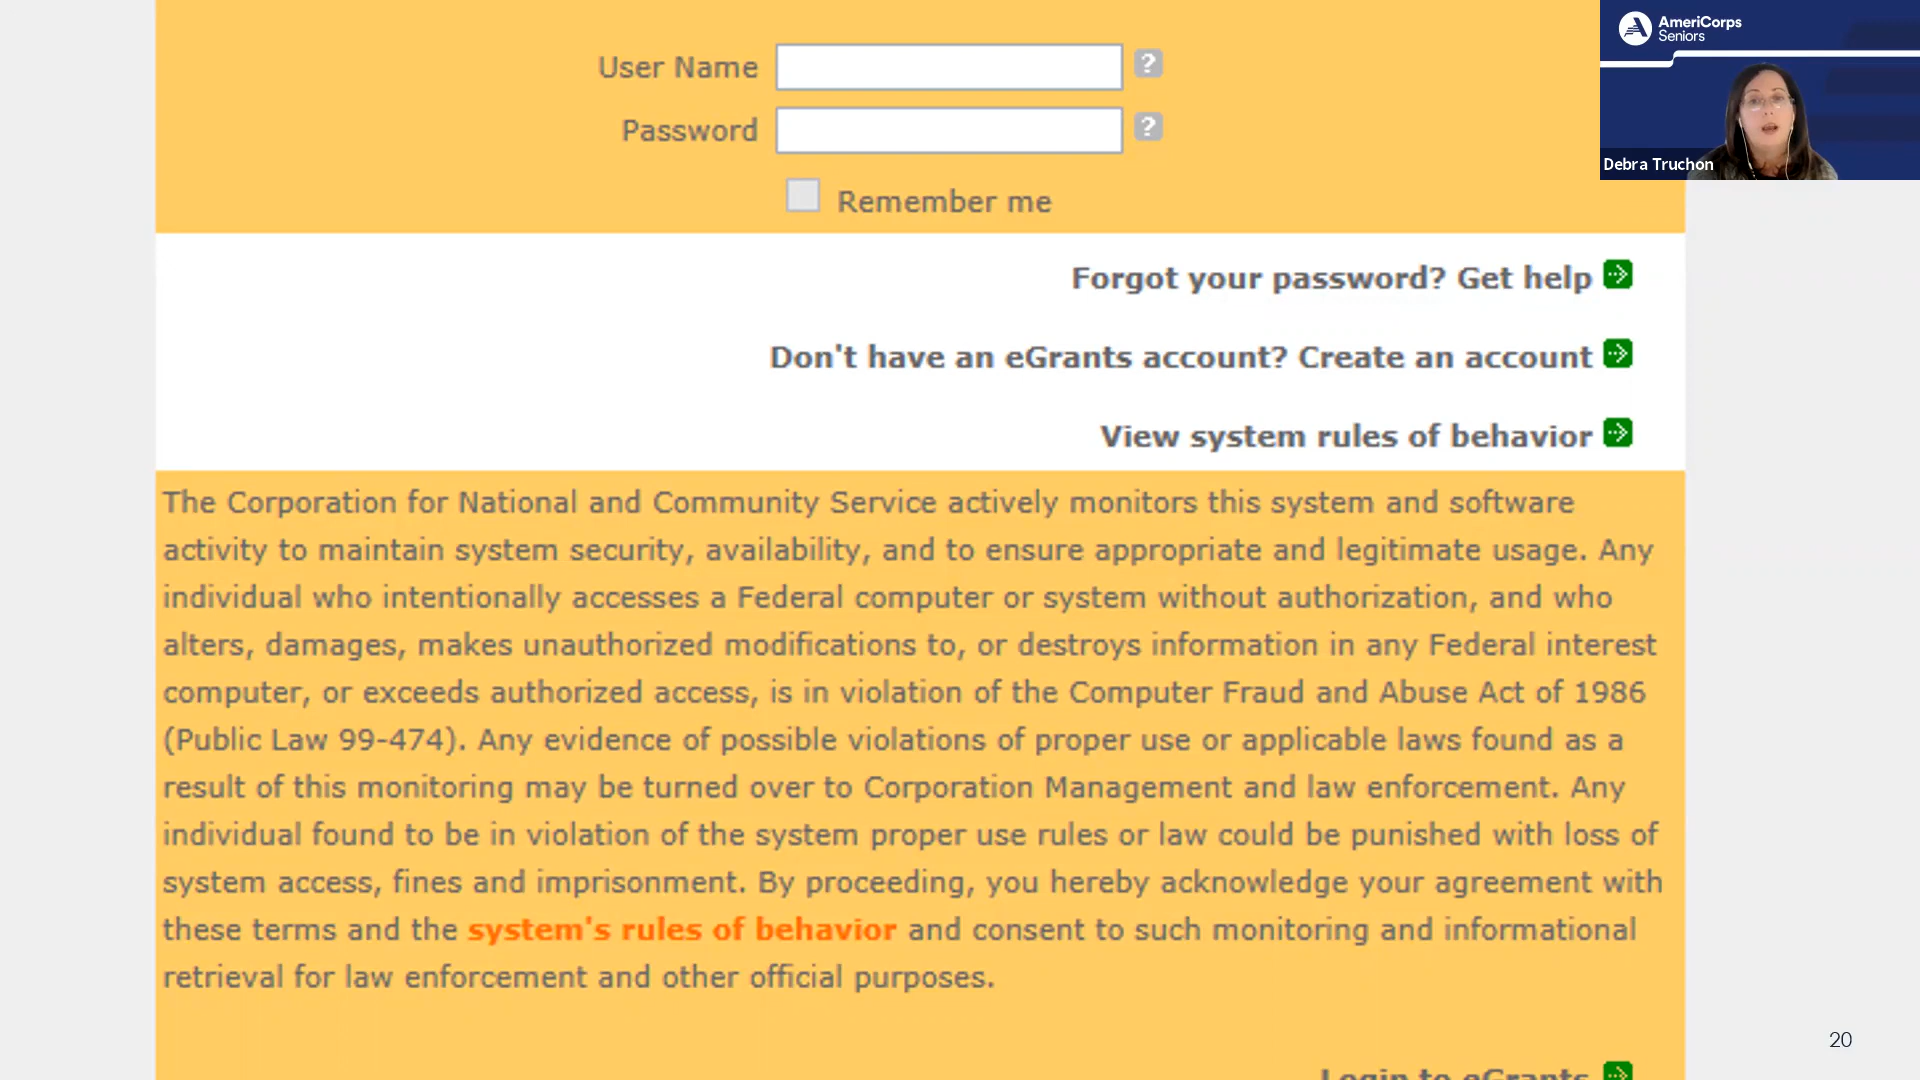 AmeriCorps
Seniors
User Name
?
Password
?
Debra Truchon
Remember me
Forgot your password? Get help
Don't have an eGrants account? Create an account
View system rules of behavior
The Corporation for National and Community Service actively monitors this system and software
activity to maintain system security, availability, and to ensure appropriate and legitimate usage. Any
individual who intentionally accesses a Federal computer or system without authorization, and who
alters, damages, makes unauthorized modifications to, or destroys information in any Federal interest
computer, or exceeds authorized access, is in violation of the Computer Fraud and Abuse Act of 1986
(Public Law 99-474). Any evidence of possible violations of proper use or applicable laws found as a
result of this monitoring may be turned over to Corporation Management and law enforcement. Any
individual found to be in violation of the system proper use rules or law could be punished with loss of
system access, fines and imprisonment. By proceeding, you hereby acknowledge your agreement with
these terms and the system's rules of behavior and consent to such monitoring and informational
retrieval for law enforcement and other official purposes.
20
Login to eGrants